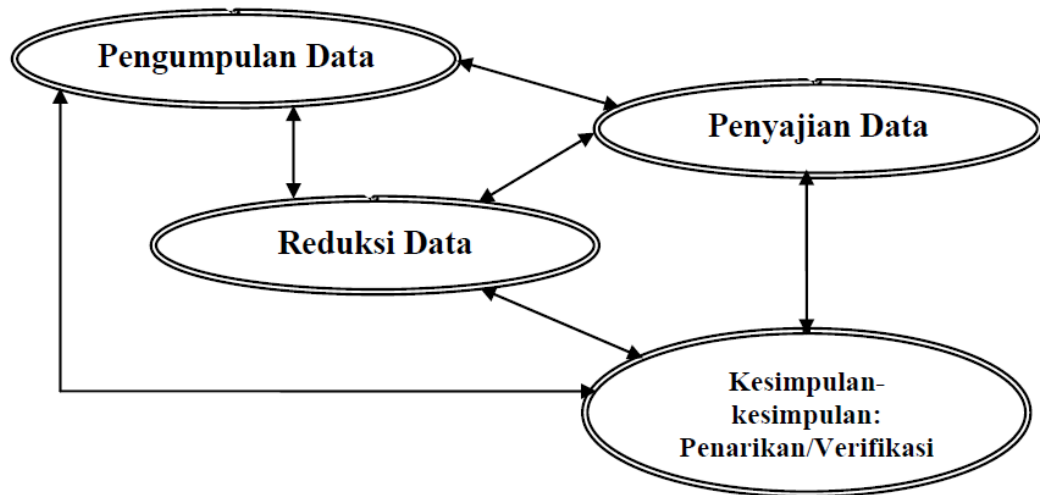 Pengumpulan Data
Penyajian Data
Reduksi Data
Kesimpulan-
kesimpulan:
Penarikan/Verifikasi